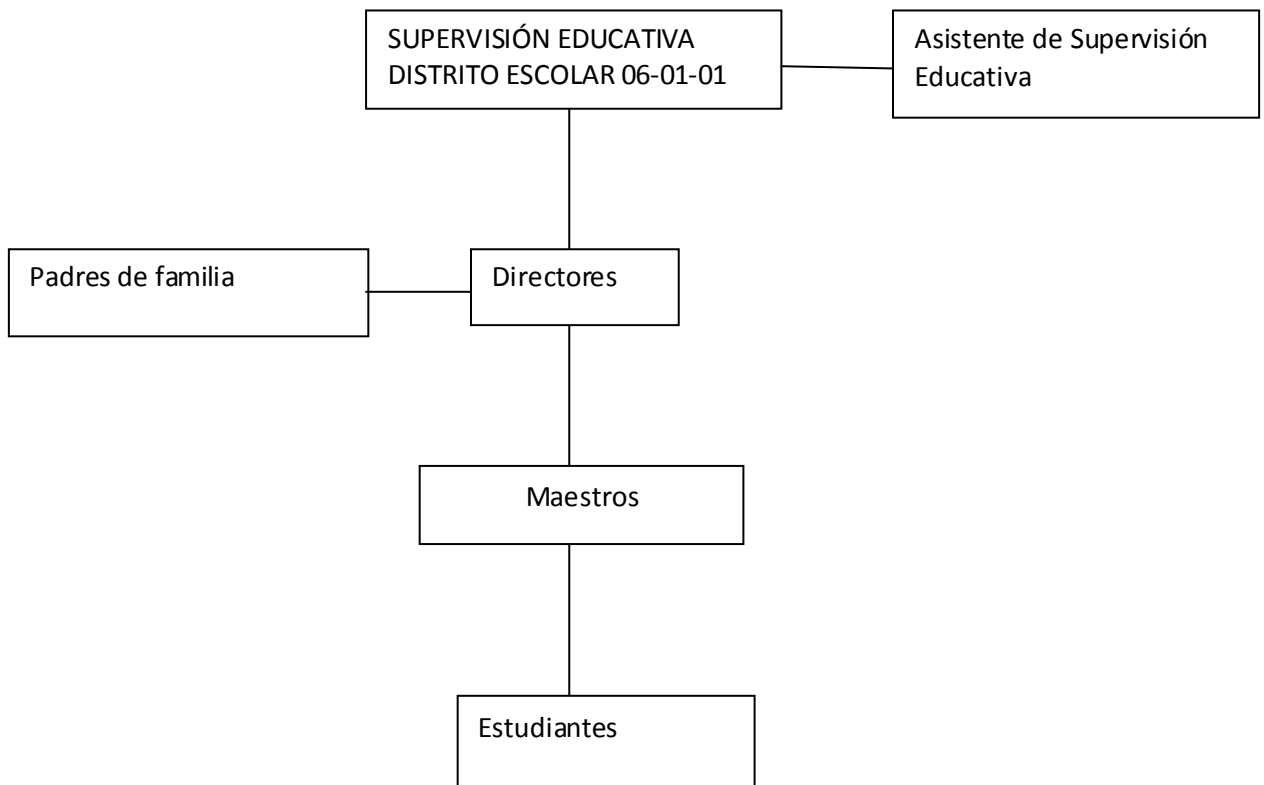 SUPERVISIÓN EDUCATIVA
DISTRITO ESCOLAR 06-01-01
Asistente de Supervisión
Educativa
Padres de familia
Directores
Maestros
Estudiantes